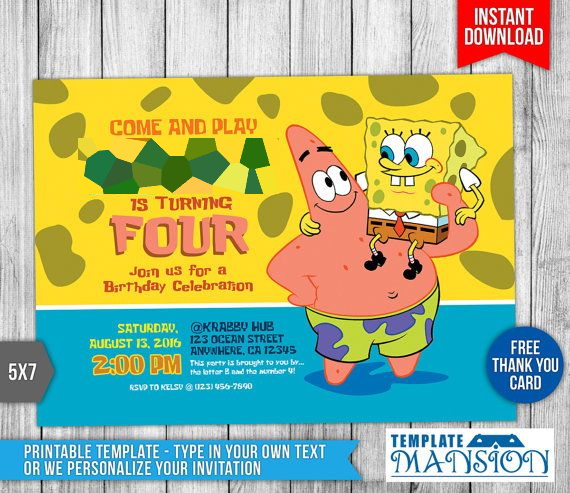 INSTANT
DOWNLOAD
COME AND PLAY
IS TURNING
FOUR
Join us for a
Birthday Celebration
SATURDAY,
AUGUST 13, 2016
2:00 PM
@KRABBY HUB
123 OCEAN STREET
ANYWHERE, CA 12345
This party is brought to you by...
the letter B and the number 4!
RSVP TO KELSY @ (123) 456-7890
5X7
FREE
THANK YOU
CARD
PRINTABLE TEMPLATE - TYPE IN YOUR OWN TEXT
OR WE PERSONALIZE YOUR INVITATION
TEMPLATE
MANSION